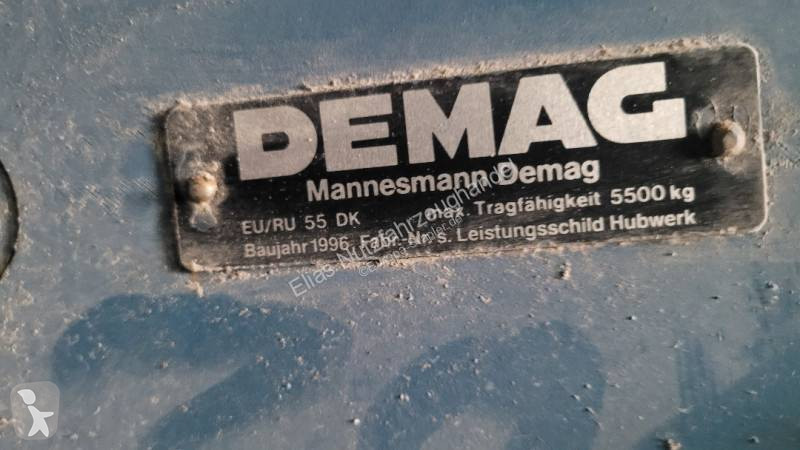 DEMAG
Mannesmann Demag
EU/RU 55 DK max. Tragfähigkeit 5500 kg
Baujahr 1996 Fabr.-Nr. s. Leistungsschild Hubwerk
Elias Nutzfahrzeughandel